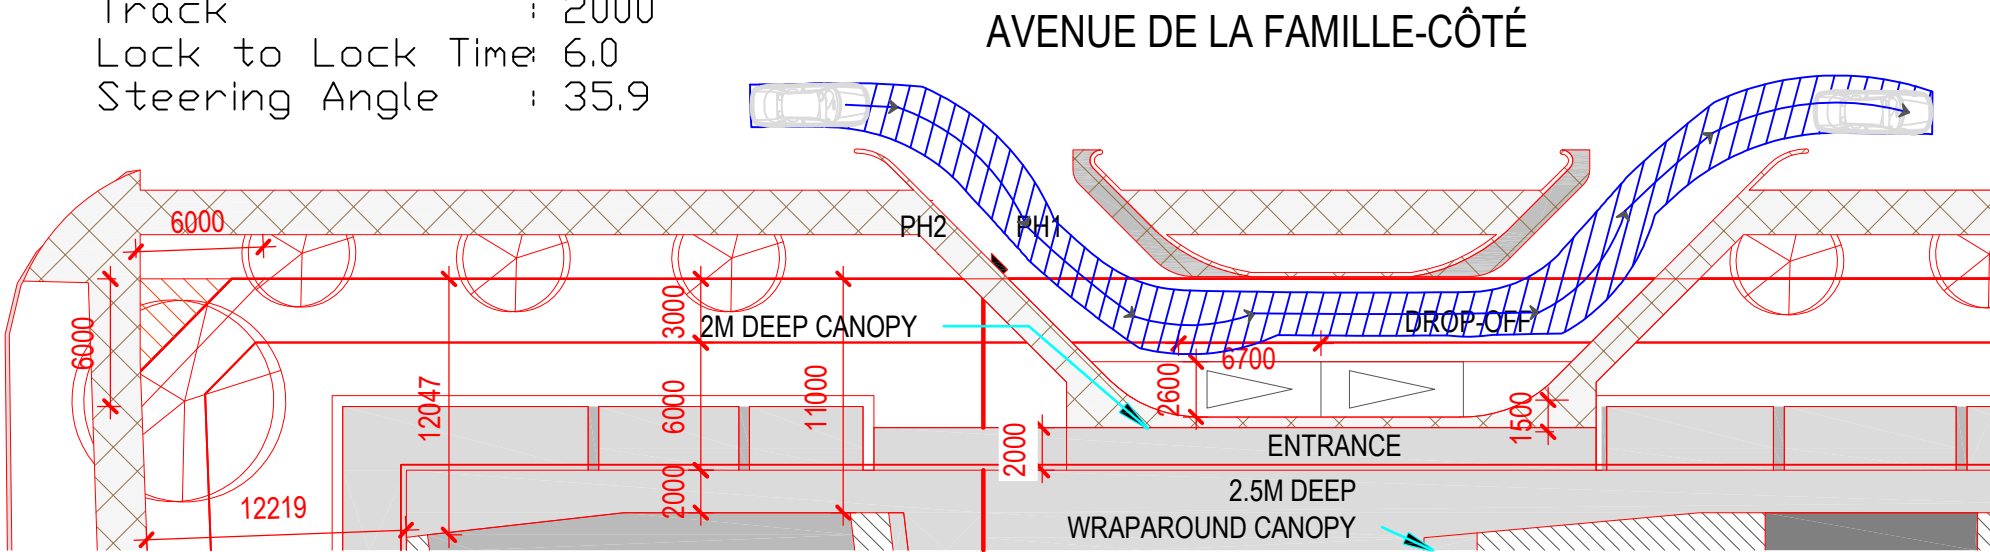 Track : 2000
Lock to Lock Time: 6.0
Steering Angle : 35.9
AVENUE DE LA FAMILLE-CÔTÉ
6000
PH2
PH1
6000
3000
2M DEEP CANOPY
DROP-OFF
6700
12047
6000
11000
2600
1500
2000
ENTRANCE
2000
12219
2.5M DEEP
WRAPAROUND CANOPY